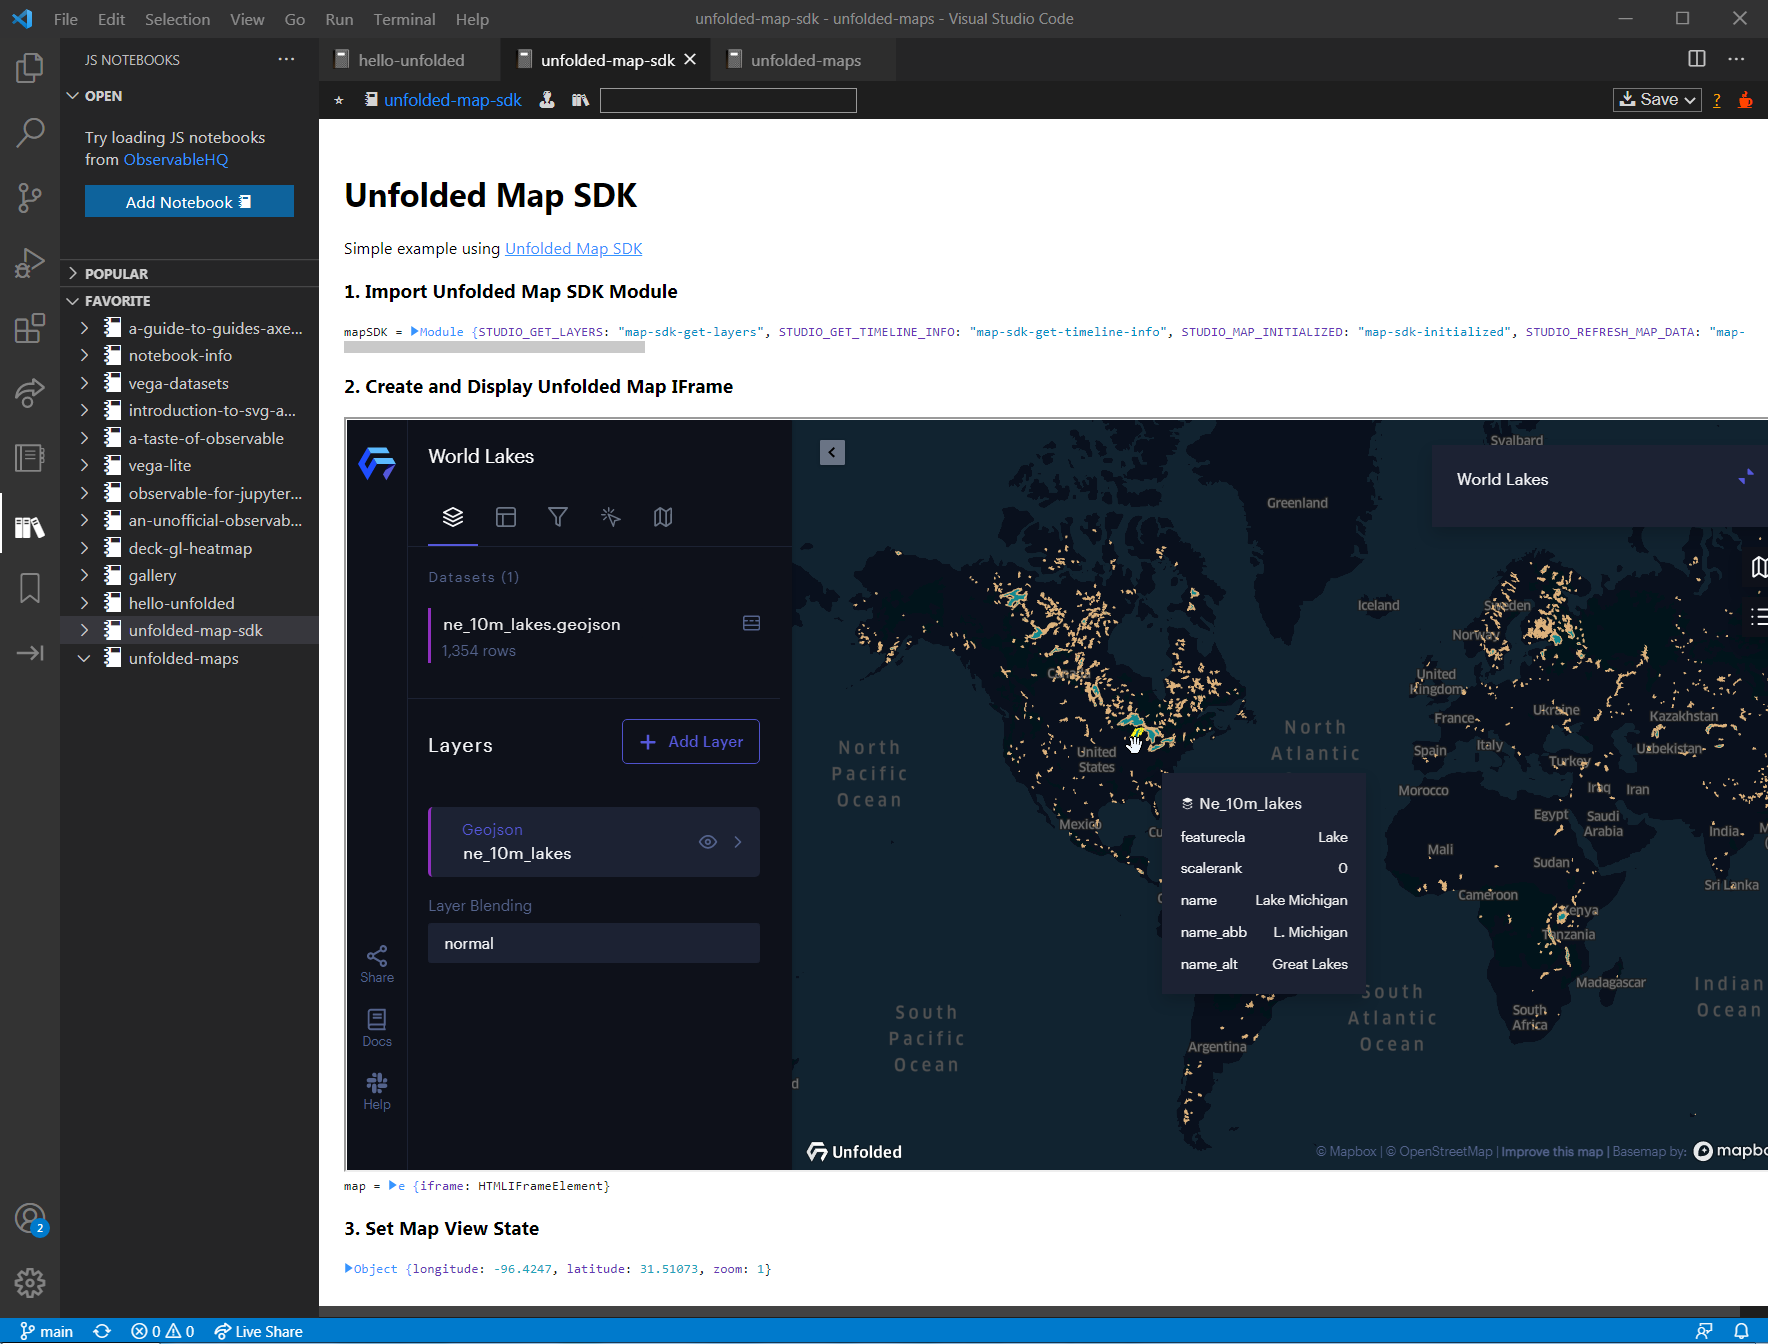 File Edit Selection View Go Run Terminal Help
unfolded-map-sdk - unfolded-maps - Visual Studio Code
JS NOTEBOOKS
hello-unfolded
unfolded-map-sdk
unfolded-maps
OPEN
unfolded-map-sdk
Save
?
Try loading JS notebooks
from ObservableHQ
Add Notebook
POPULAR
FAVORITE
a-guide-to-guides-axe...
notebook-info
vega-datasets
introduction-to-svg-a...
a-taste-of-observable
vega-lite
observable-for-jupyter...
an-unofficial-observab...
deck-gl-heatmap
gallery
hello-unfolded
unfolded-map-sdk
unfolded-maps
Unfolded Map SDK
Simple example using Unfolded Map SDK
1. Import Unfolded Map SDK Module
mapSDK = Module {STUDIO_GET_LAYERS: "map-sdk-get-layers", STUDIO_GET_TIMELINE_INFO: "map-sdk-get-timeline-info", STUDIO_MAP_INITIALIZED: "map-sdk-initialized", STUDIO_REFRESH_MAP_DATA: "map-
2. Create and Display Unfolded Map IFrame
World Lakes
Datasets (1)
ne_10m_lakes.geojson
1,354 rows
Layers
Add Layer
Geojson
ne_10m_lakes
Layer Blending
normal
Share
Docs
Help
World Lakes
Svalbard
Greenland
Iceland
Sweden
Norway
Canada
United
Kingdom
France
Ukraine
Kazakhstan
North
Atlantic
North
Pacific
Ocean
United
States
Spain
Italy
Turkey
Uzbekistan
Morocco
Iraq
Iran
Mexico
Cu
Egypt
Saudi
Arabia
India
M
Mali
Sudan
Sri Lanka
Cameroon
Kenya
Tanzania
Madagascar
Indian
Ocean
South
Atlantic
Ocean
South
Africa
South
Pacific
Ocean
Argentina
d
Ne_10m_lakes
featurecla Lake
scalerank 0
name Lake Michigan
name_abb L. Michigan
name_alt Great Lakes
Unfolded
© Mapbox | © OpenStreetMap | Improve this map | Basemap by: mapbo
map = e {iframe: HTMLIFrameElement}
3. Set Map View State
Object {longitude: -96.4247, latitude: 31.51073, zoom: 1}
2
main 0 0 Live Share